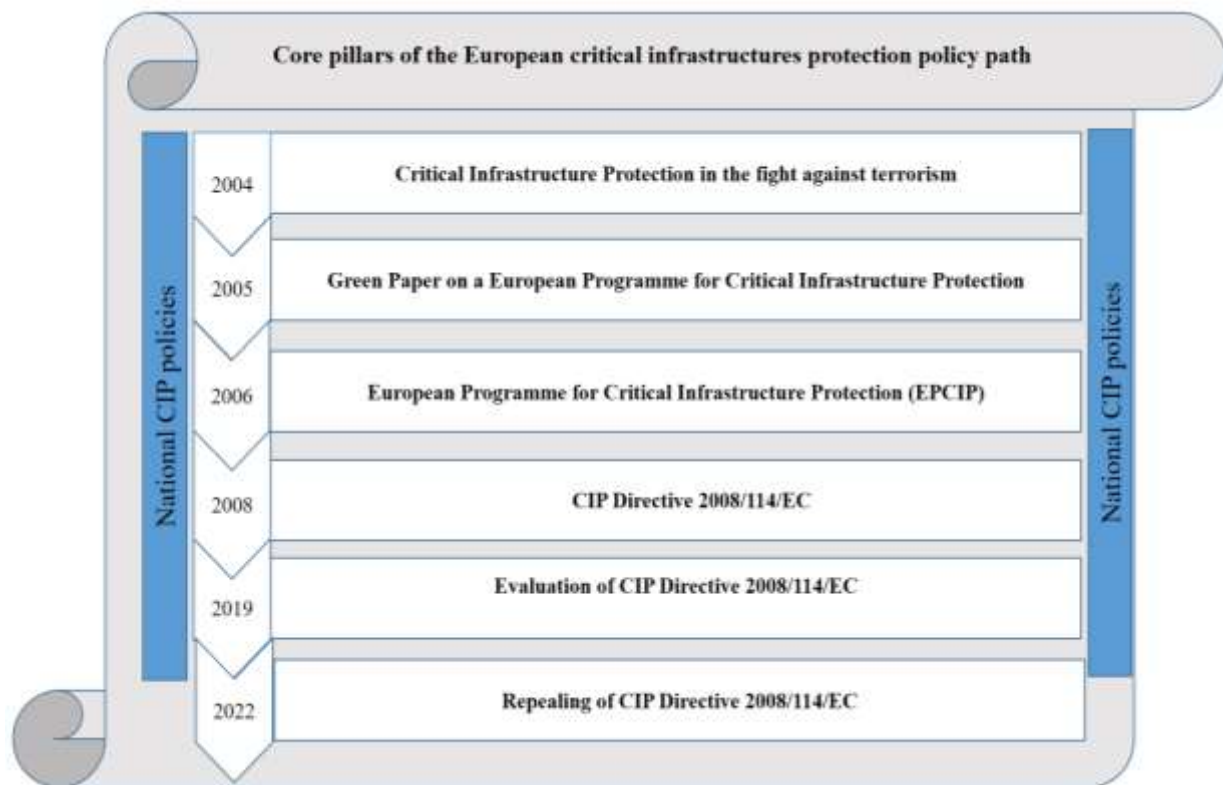 Core pillars of the European critical infrastructures protection policy path
National CIP policies
2004
Critical Infrastructure Protection in the fight against terrorism
2005
Green Paper on a European Programme for Critical Infrastructure Protection
2006
European Programme for Critical Infrastructure Protection (EPCIP)
2008
CIP Directive 2008/114/EC
2019
Evaluation of CIP Directive 2008/114/EC
2022
Repealing of CIP Directive 2008/114/EC
National CIP policies